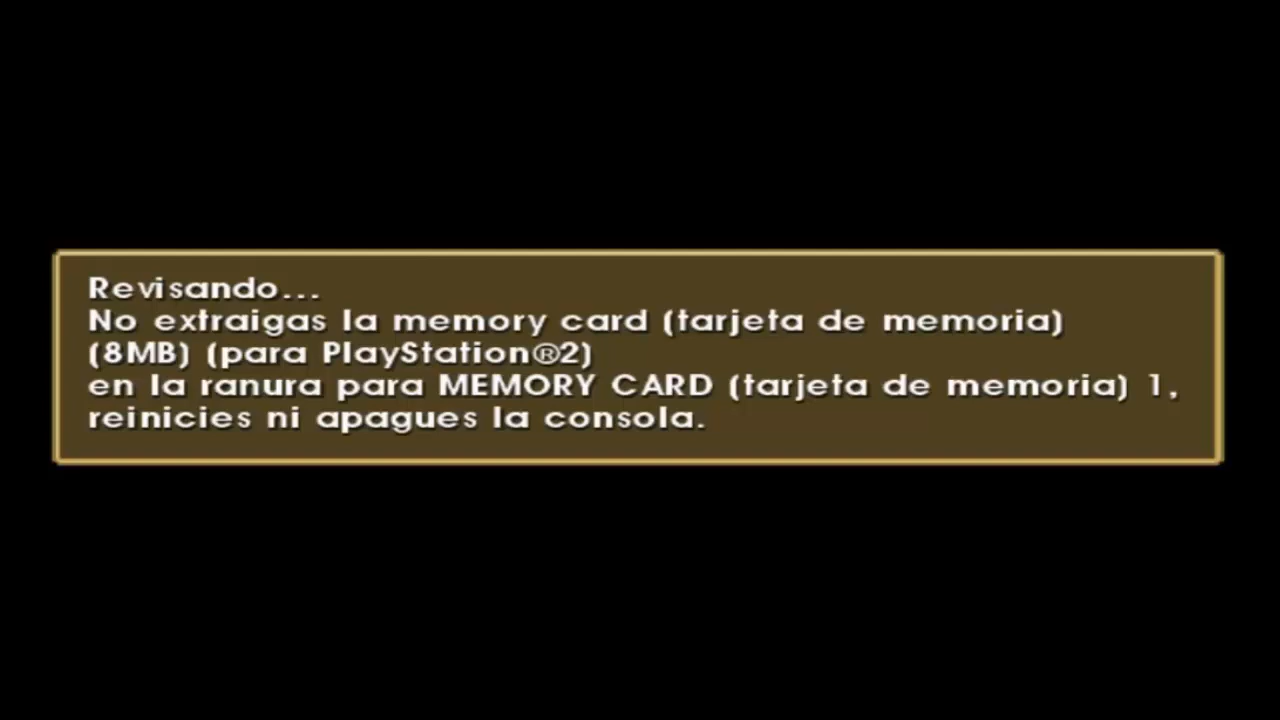 Revisando...
No extraigas la memory card (tarjeta de memoria)
(8MB) (para PlayStation®2)
en la ranura para MEMORY CARD (tarjeta de memoria) 1,
reinicies ni apagues la consola.